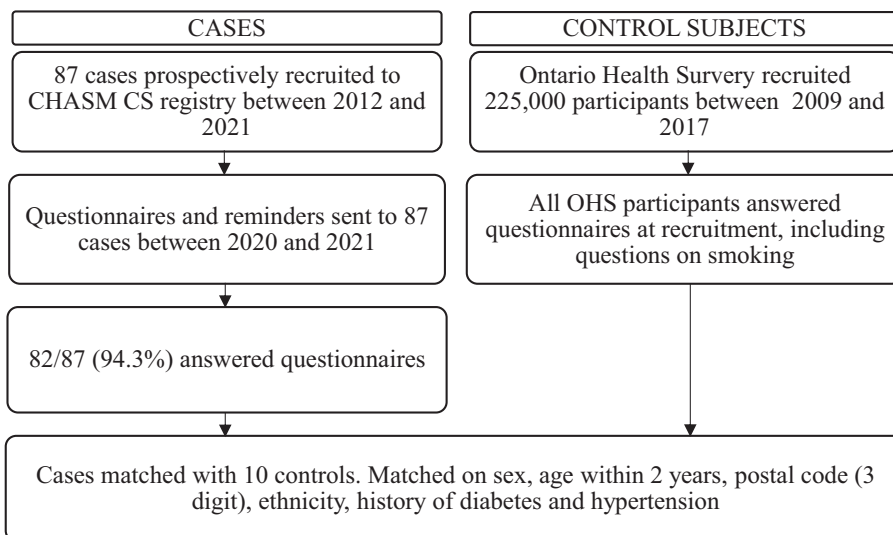 CASES
87 cases prospectively recruited to
CHASM CS registry between 2012 and
2021
Questionnaires and reminders sent to 87
cases between 2020 and 2021
82/87 (94.3%) answered questionnaires
CONTROL SUBJECTS
Ontario Health Survery recruited
225,000 participants between 2009 and
2017
All OHS participants answered
questionnaires at recruitment, including
questions on smoking
Cases matched with 10 controls. Matched on sex, age within 2 years, postal code (3
digit), ethnicity, history of diabetes and hypertension